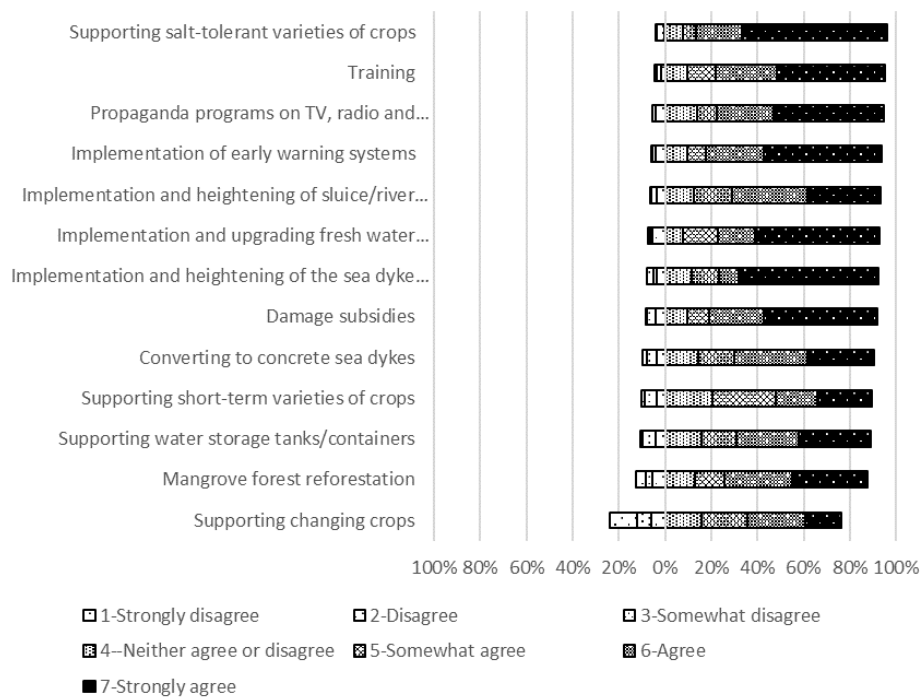 Supporting salt-tolerant varieties of crops
Training
Propaganda programs on TV, radio and…
Implementation of early warning systems
Implementation and heightening of sluice/river…
Implementation and upgrading fresh water…
Implementation and heightening of the sea dyke…
Damage subsidies
Converting to concrete sea dykes
Supporting short-term varieties of crops
Supporting water storage tanks/containers
Mangrove forest reforestation
Supporting changing crops
100% 80% 60% 40% 20% 0% 20% 40% 60% 80% 100%
1-Strongly disagree 2-Disagree 3-Somewhat disagree
4--Neither agree or disagree 5-Somewhat agree 6-Agree
7-Strongly agree